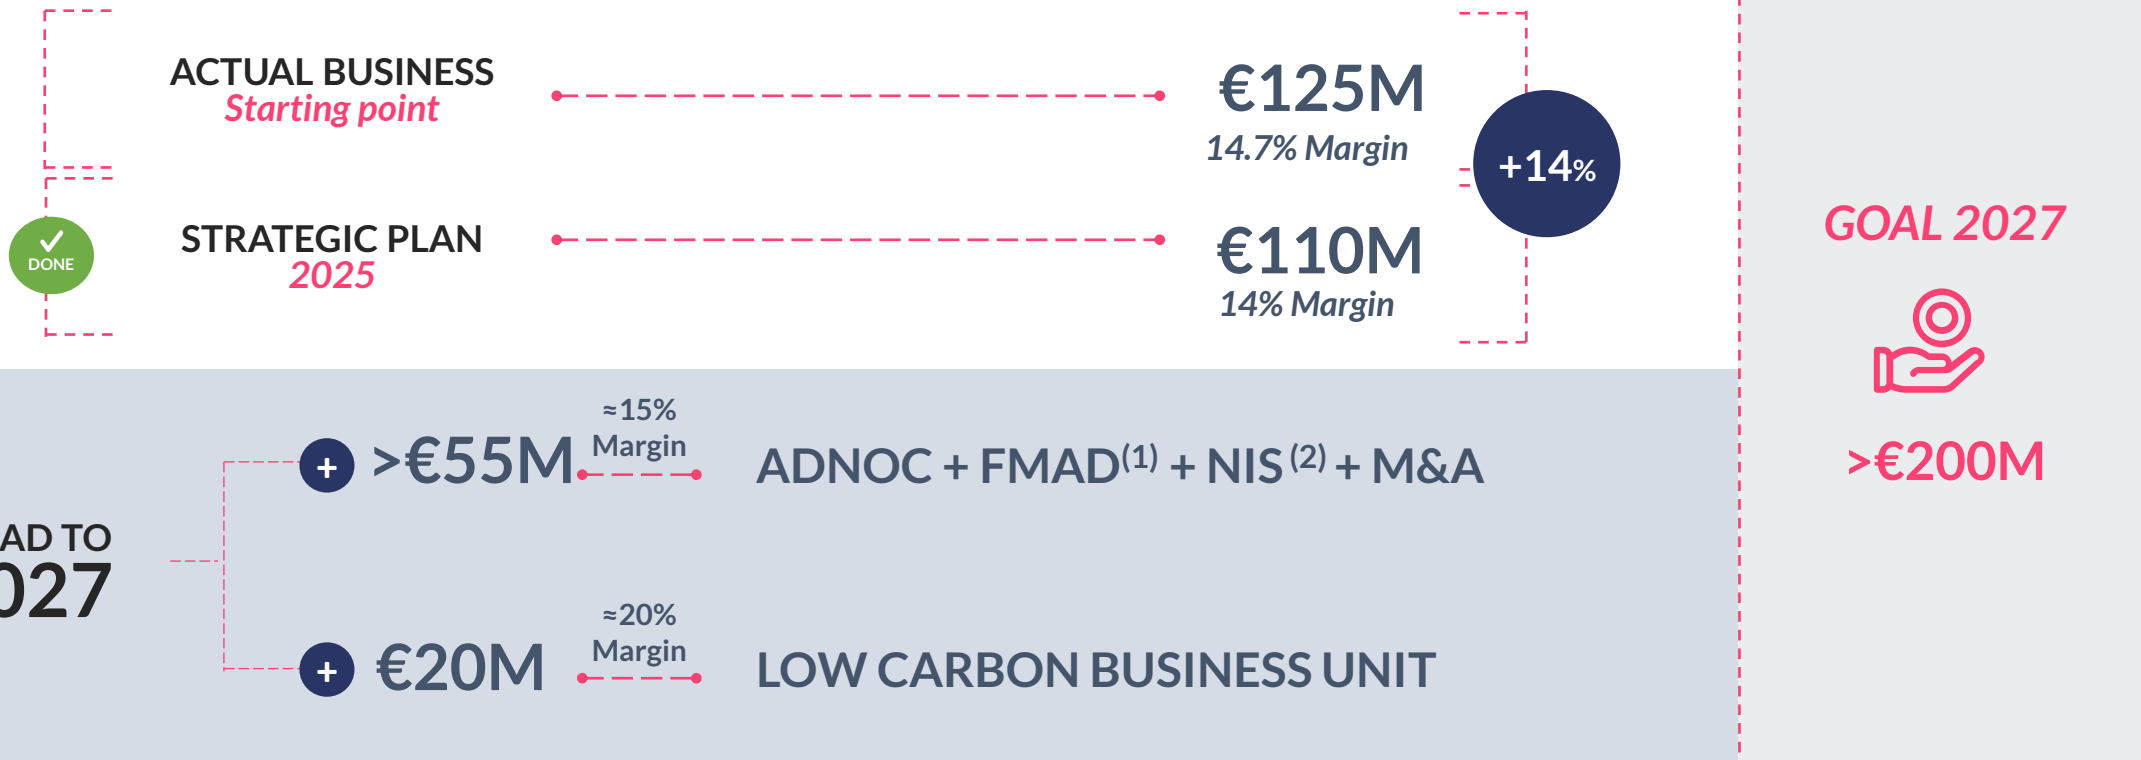 ACTUAL BUSINESS
Starting point
€125M
14.7% Margin
+14%
DONE
STRATEGIC PLAN
2025
€110M
14% Margin
GOAL 2027
>€200M
AD TO
027
+ >€55M
≈15%
Margin
ADNOC + FMAD(1) + NIS (2) + M&A
+ €20M
≈20%
Margin
LOW CARBON BUSINESS UNIT